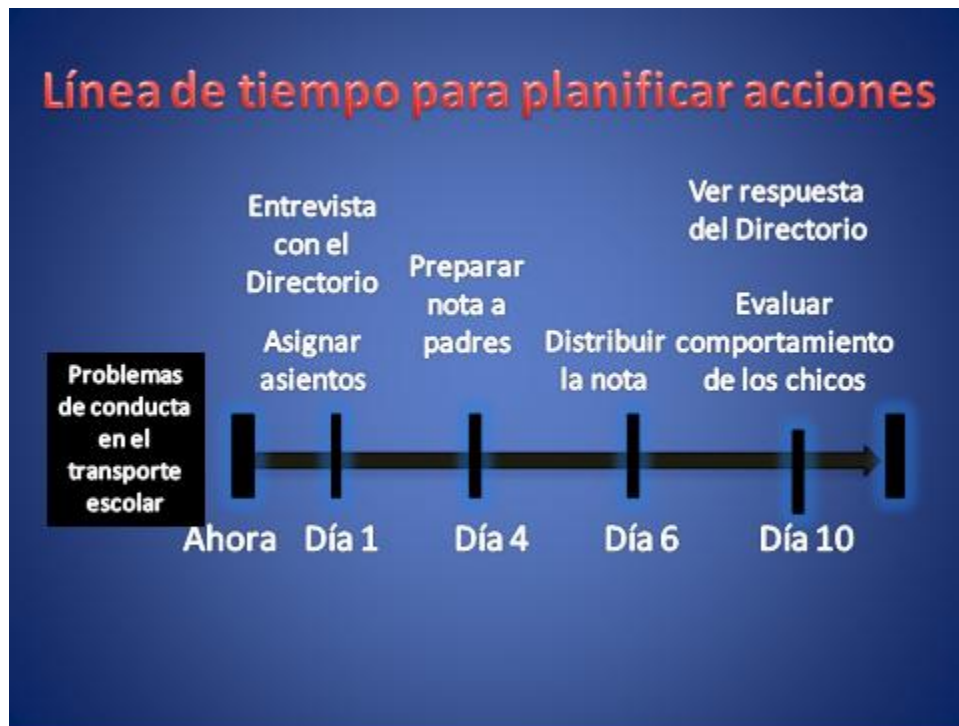 Línea de tiempo para planificar acciones
Problemas
de conducta
en el
transporte
escolar
Entrevista
con el
Directorio
Asignar
asientos
Preparar
nota a
padres
Distribuir
la nota
Ver respuesta
del Directorio
Evaluar
comportamiento
de los chicos
Ahora
Día 1
Día 4
Día 6
Día 10